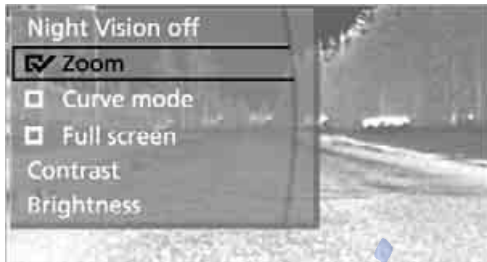 Night Vision off
Zoom
Curve mode
Full screen
Contrast
Brightness